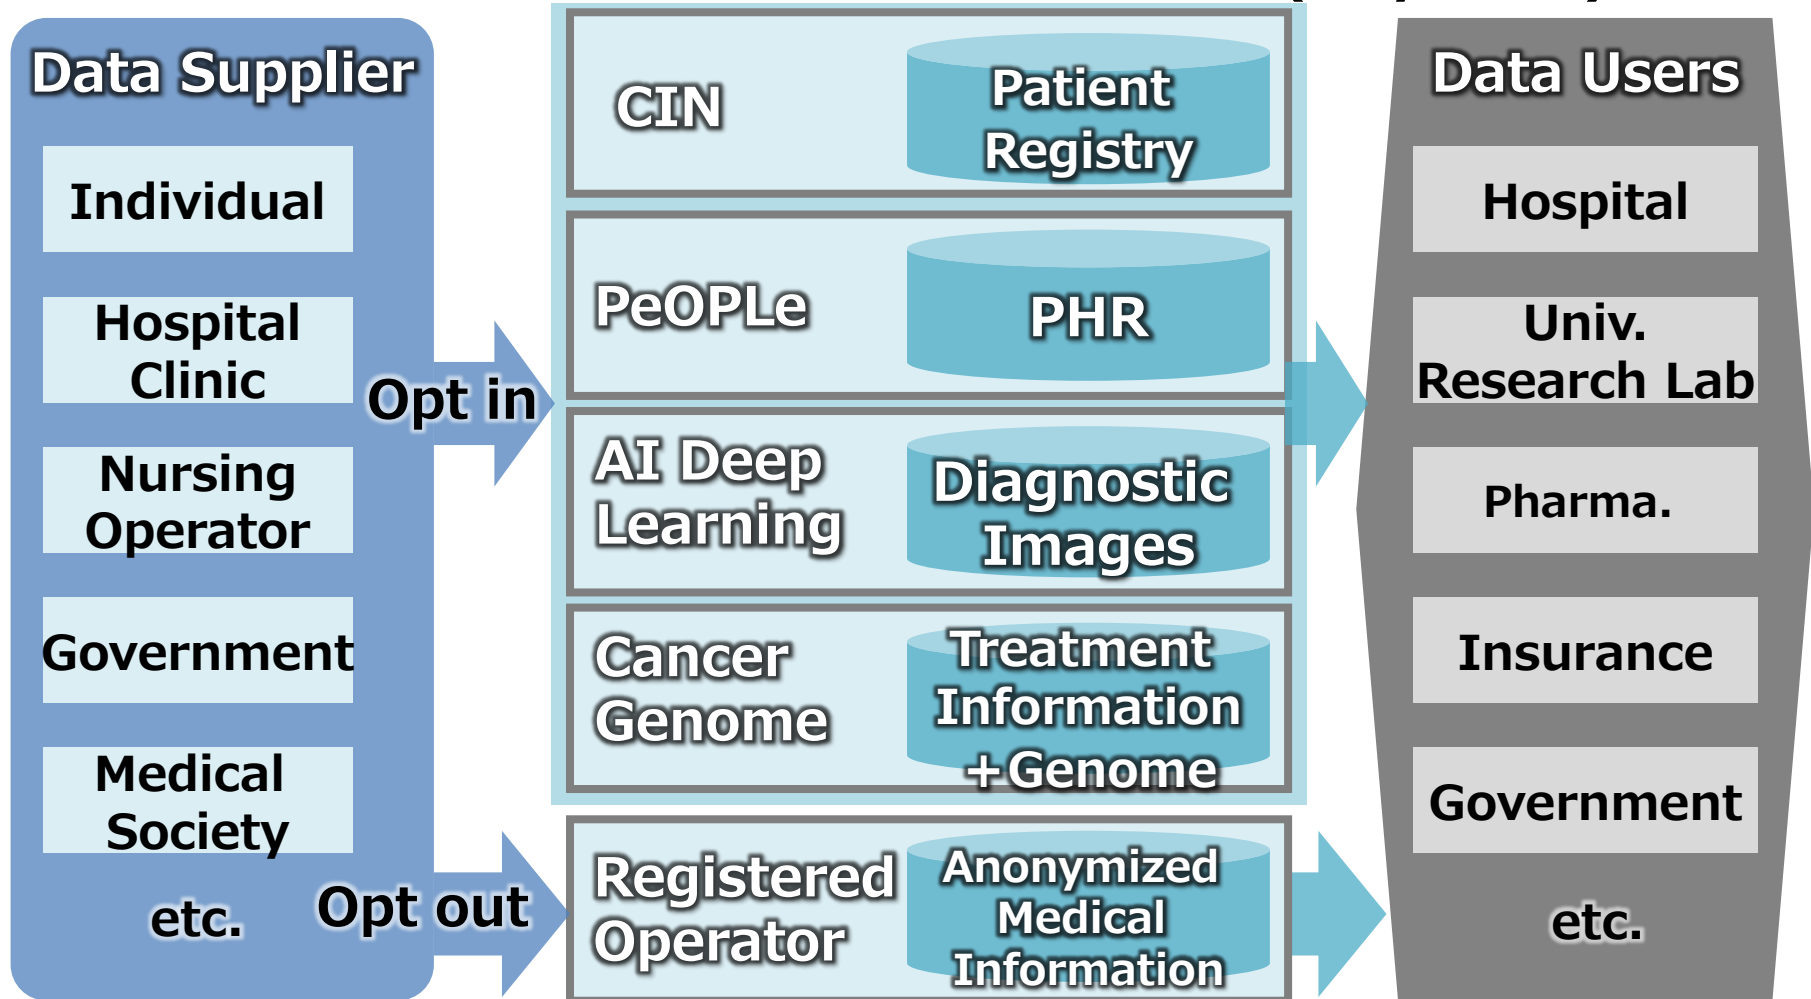 Data Supplier
Individual
Hospital
Clinic
Nursing
Operator
Government
Medical
Society
etc.
Opt in
Opt out
CIN
Patient
Registry
PeOPLe
PHR
AI Deep
Learning
Diagnostic
Images
Cancer
Genome
Treatment
Information
+Genome
Registered
Operator
Anonymized
Medical
Information
Data Users
Hospital
Univ.
Research Lab
Pharma.
Insurance
Government
etc.